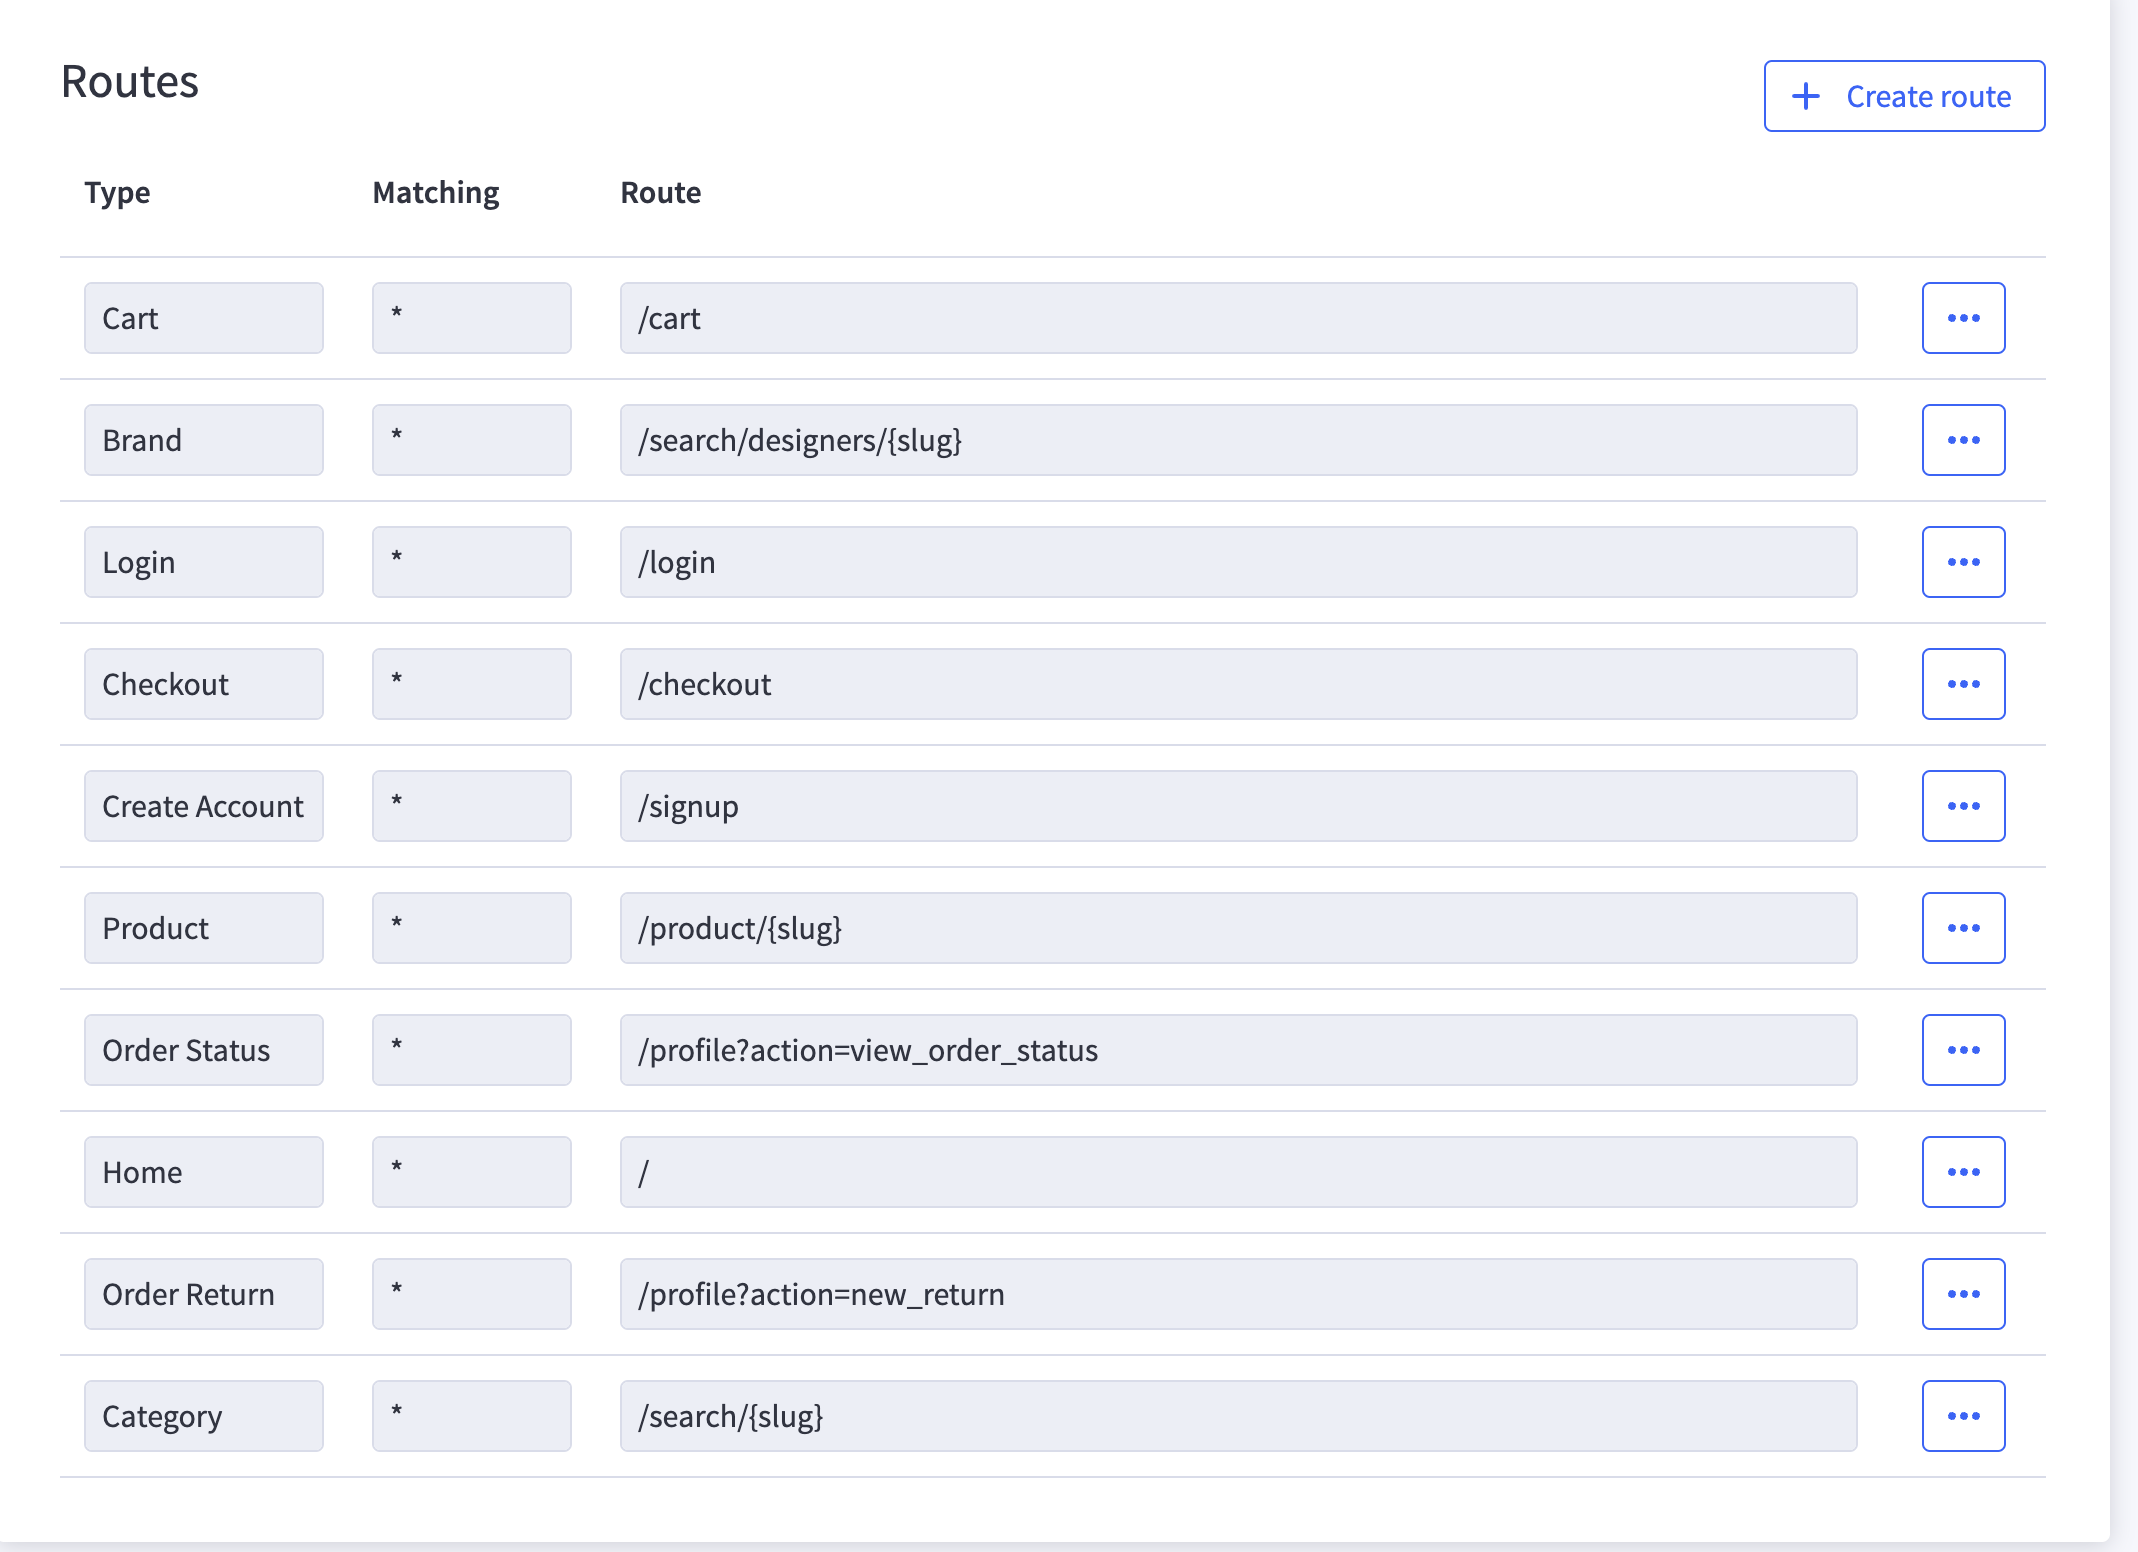 Routes
Create route
Type Matching Route
Cart * /cart
Brand * /search/designers/{slug}
Login * /login
Checkout * /checkout
Create Account * /signup
Product * /product/{slug}
Order Status * /profile?action=view_order_status
Home * /
Order Return * /profile?action=new_return
Category * /search/{slug}